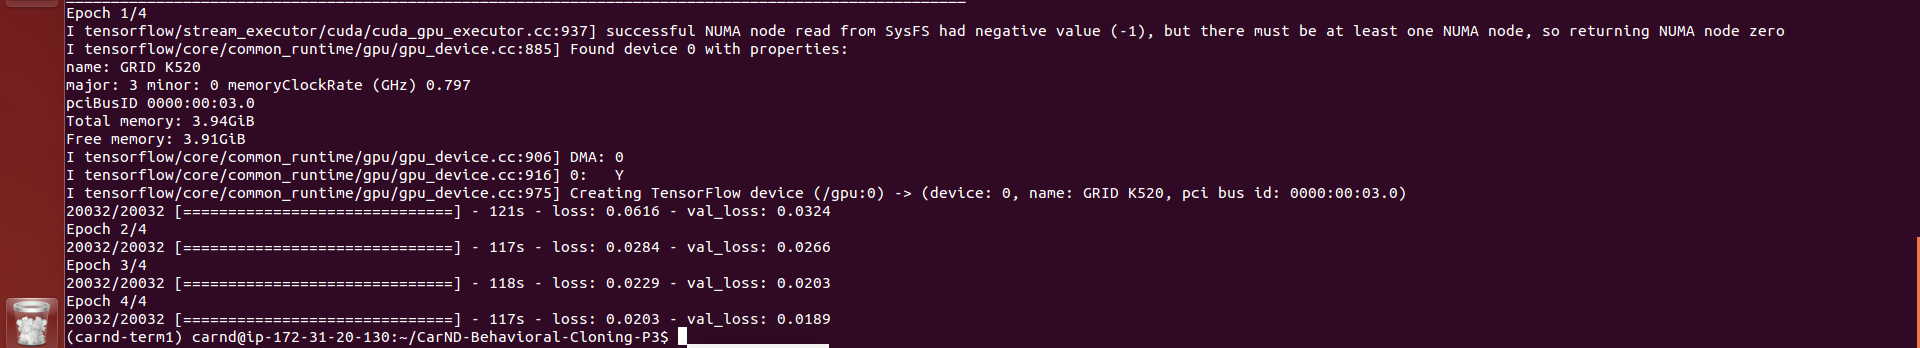 Epoch 1/4
I tensorflow/stream_executor/cuda/cuda_gpu_executor.cc:937] successful NUMA node read from SysFS had negative value (-1), but there must be at least one NUMA node, so returning NUMA node zero
I tensorflow/core/common_runtime/gpu/gpu_device.cc:885] Found device 0 with properties:
name: GRID K520
major: 3 minor: 0 memoryClockRate (GHz) 0.797
pciBusID 0000:00:03.0
Total memory: 3.94GiB
Free memory: 3.91GiB
I tensorflow/core/common_runtime/gpu/gpu_device.cc:906] DMA: 0
I tensorflow/core/common_runtime/gpu/gpu_device.cc:916] 0:   Y
I tensorflow/core/common_runtime/gpu/gpu_device.cc:975] Creating TensorFlow device (/gpu:0) -> (device: 0, name: GRID K520, pci bus id: 0000:00:03.0)
20032/20032 [==============================] - 121s - loss: 0.0616 - val_loss: 0.0324
Epoch 2/4
20032/20032 [==============================] - 117s - loss: 0.0284 - val_loss: 0.0266
Epoch 3/4
20032/20032 [==============================] - 118s - loss: 0.0229 - val_loss: 0.0203
Epoch 4/4
20032/20032 [==============================] - 117s - loss: 0.0203 - val_loss: 0.0189
(carnd-term1) carnd@ip-172-31-20-130:~/CarND-Behavioral-Cloning-P3$